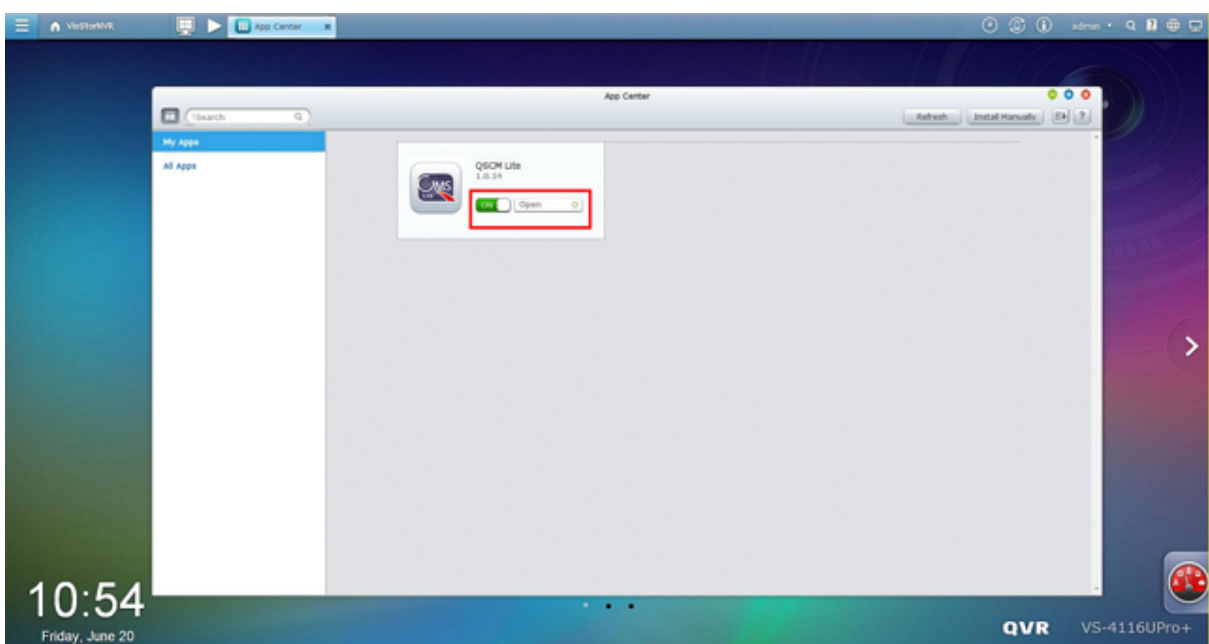 VioStorNVR
App Center
admin
App Center
Search
Refresh
Install Manually
My Apps
All Apps
QSCM Lite
1.0.14
ON
Open
10:54
Friday, June 20
QVR
VS-4116UPro+